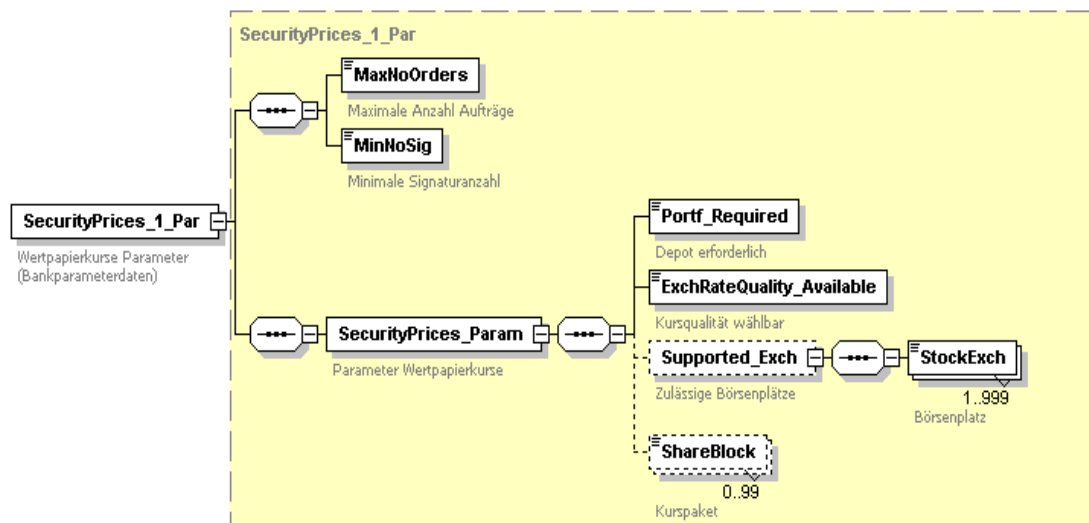 SecurityPrices_1_Par
MaxNoOrders
Maximale Anzahl Aufträge
MinNoSig
Minimale Signaturanzahl
SecurityPrices_1_Par
Wertpapierkurse Parameter
(Bankparameterdaten)
Portf_Required
Depot erforderlich
ExchRateQuality_Available
Kursqualität wählbar
SecurityPrices_Param
Parameter Wertpapierkurse
Supported_Exch
Zulässige Börsenplätze
StockExch
1..999
Börsenplatz
ShareBlock
0..99
Kurspaket